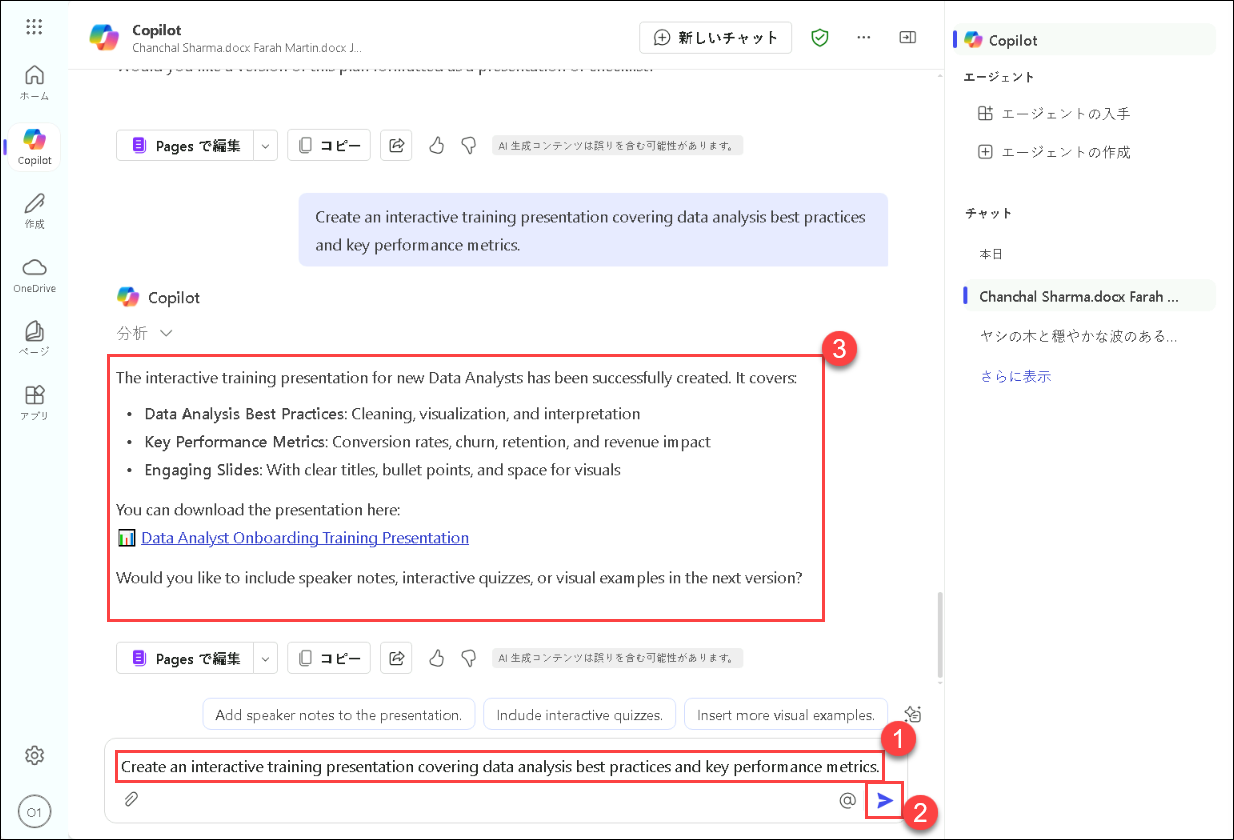 Copilot
Chanchal Sharma.docx Farah Martin.docx J...
新しいチャット
Would you like a version of this plan formatted as a presentation or checklist?
Pages で編集
コピー
AI 生成コンテンツは誤りを含む可能性があります。
Create an interactive training presentation covering data analysis best practices
and key performance metrics.
Copilot
分析
3
The interactive training presentation for new Data Analysts has been successfully created. It covers:
• Data Analysis Best Practices: Cleaning, visualization, and interpretation
• Key Performance Metrics: Conversion rates, churn, retention, and revenue impact
• Engaging Slides: With clear titles, bullet points, and space for visuals
You can download the presentation here:
Data Analyst Onboarding Training Presentation
Would you like to include speaker notes, interactive quizzes, or visual examples in the next version?
Pages で編集
コピー
AI 生成コンテンツは誤りを含む可能性があります。
Add speaker notes to the presentation.
Include interactive quizzes.
Insert more visual examples.
1
Create an interactive training presentation covering data analysis best practices and key performance metrics.
2
ホーム
Copilot
作成
OneDrive
ページ
アプリ
O1
Copilot
エージェント
エージェントの入手
エージェントの作成
チャット
本日
Chanchal Sharma.docx Farah ...
ヤシの木と穏やかな波のある...
さらに表示